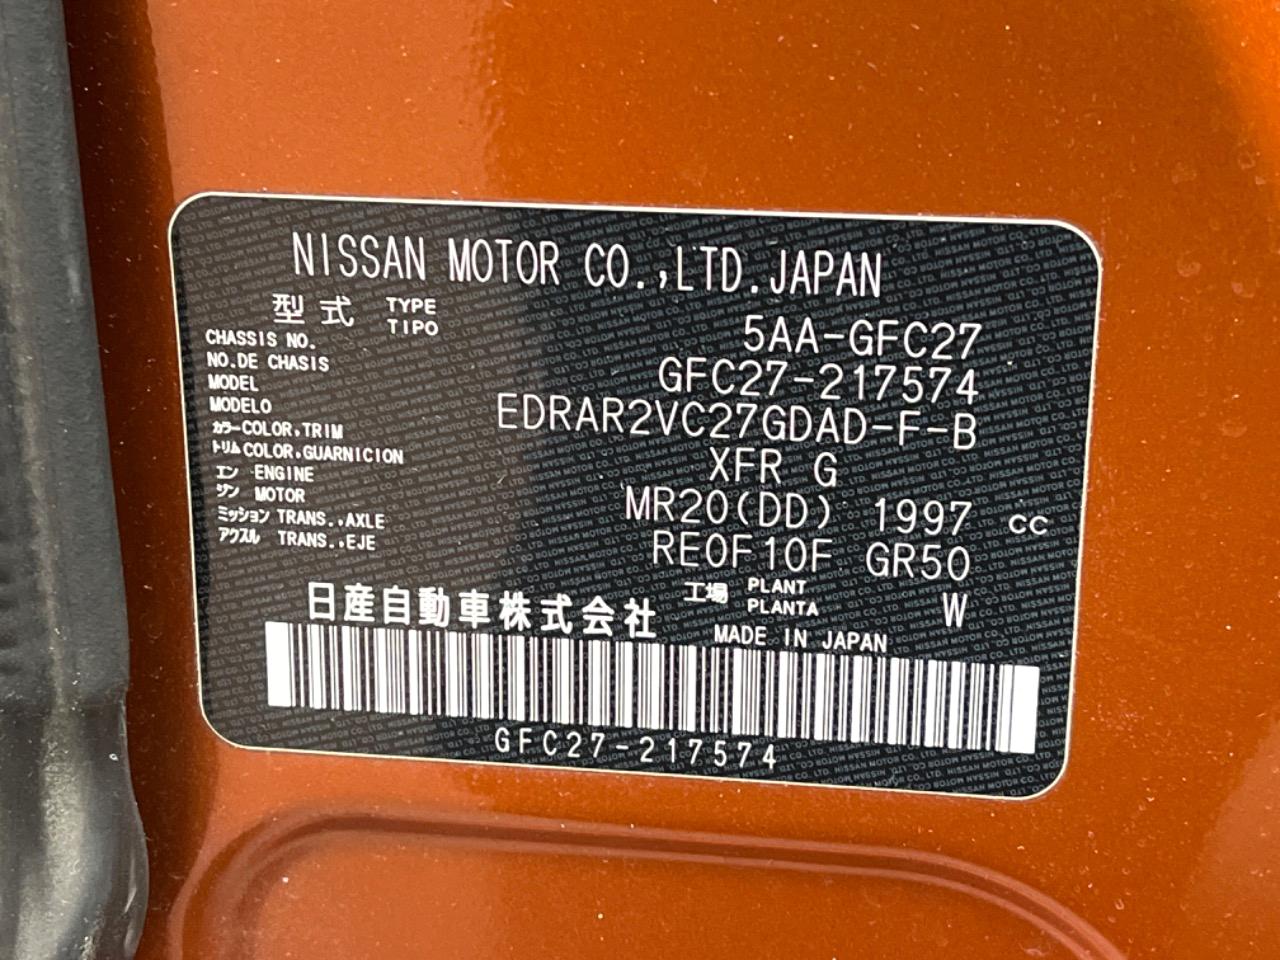 NISSAN MOTOR CO.,LTD.JAPAN
型式 TYPE TIPO 5AA-GFC27
CHASSIS NO.
NO.DE CHASIS GFC27-217574
MODEL
MODELO EDRAR2VC27GDAD-F-B
カラー COLOR,TRIM
トリム COLOR,GUARNICION XFR G
エン ENGINE
ジン MOTOR MR20(DD) 1997 cc
ミッション TRANS.,AXLE
アクスル TRANS.,EJE RE0F10F GR50
工場 PLANT PLANTA W
日産自動車株式会社 MADE IN JAPAN
GFC27-217574